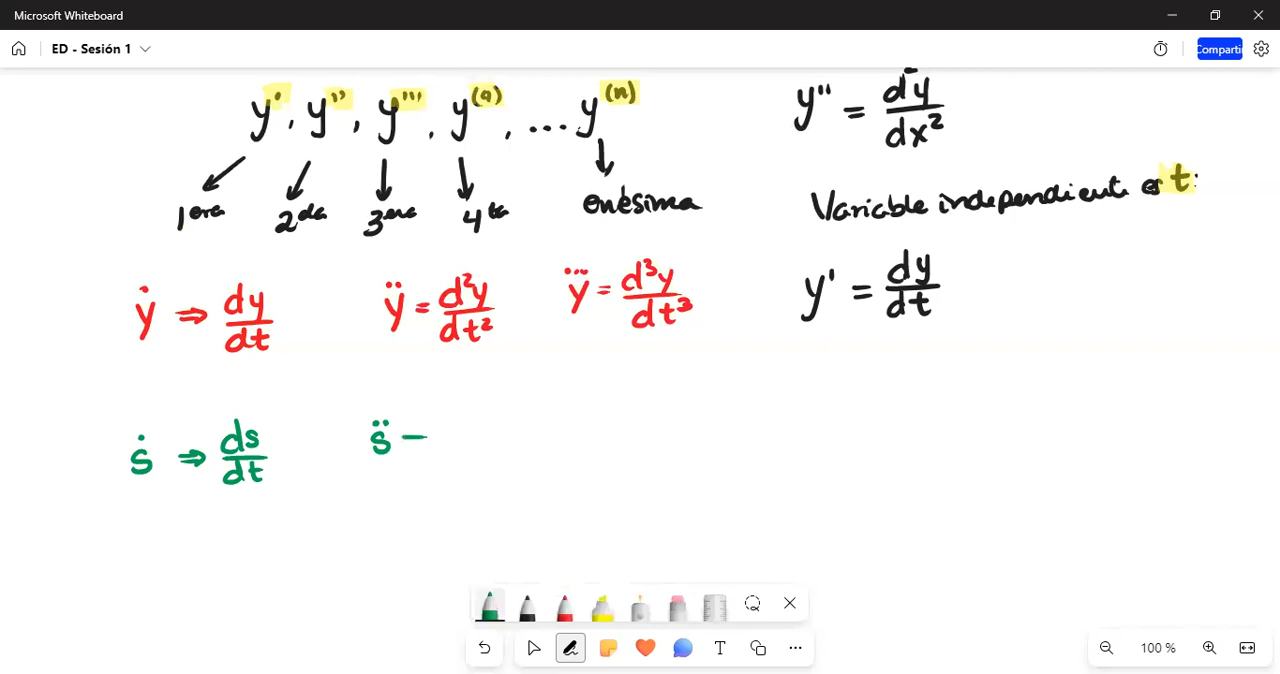 Microsoft Whiteboard
ED - Sesión 1
Comparti
y', y'', y''', y⁽⁴⁾, .... y⁽ⁿ⁾
1era 2da 3era 4ta enésima
y'' = d²y/dx²
Variable independiente es t:
ẏ ⇒ dy/dt ÿ = d²y/dt² y⃛ = d³y/dt³
y' = dy/dt
ṡ ⇒ ds/dt s̈ -
100 %